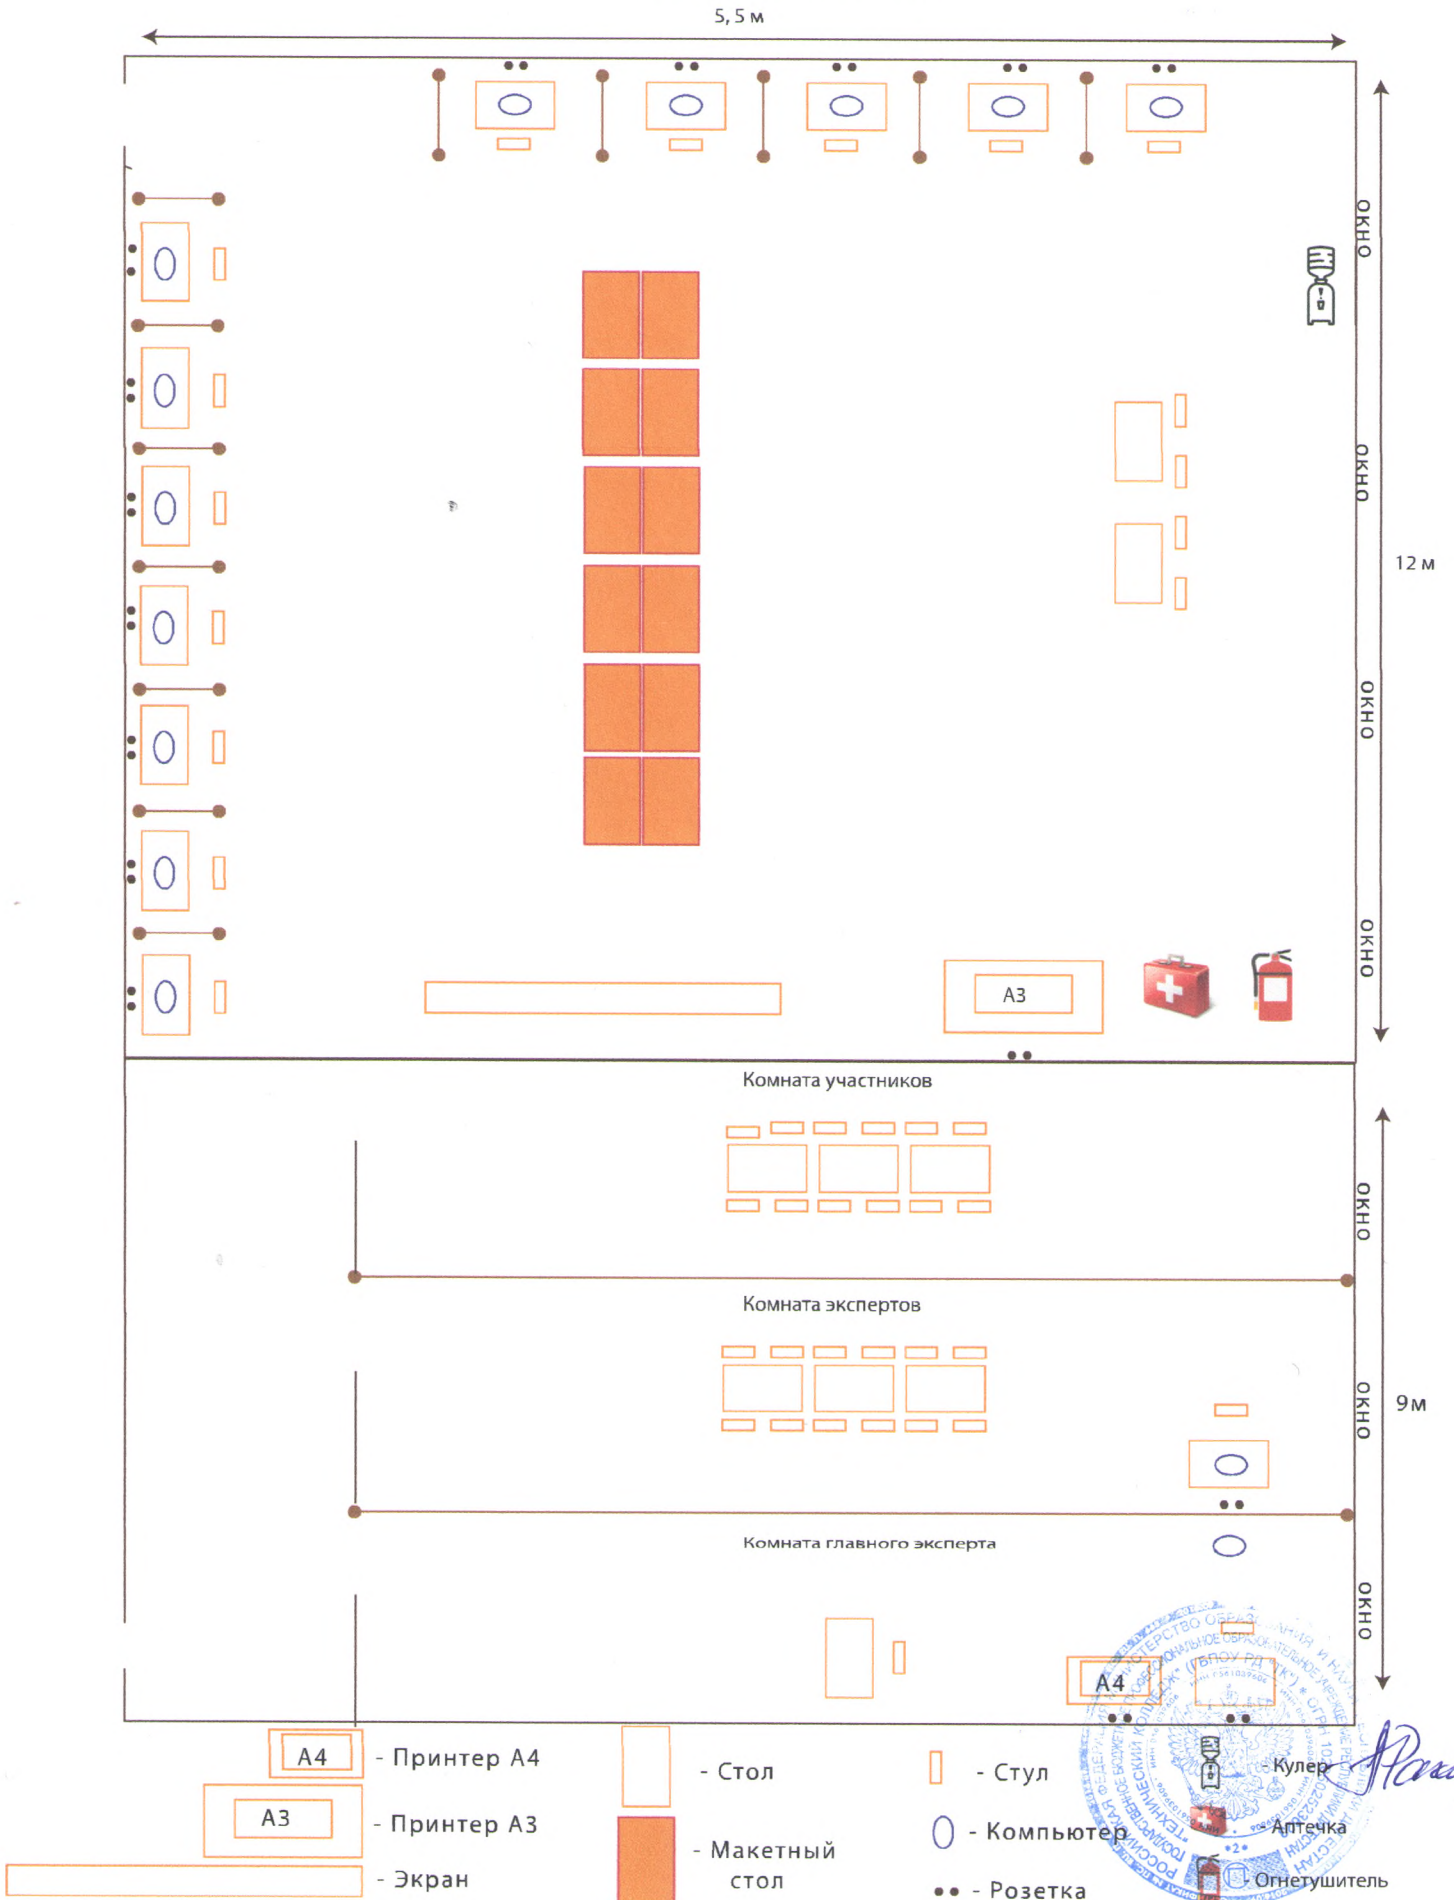 5,5 м
ОКНО
ОКНО
12 м
ОКНО
ОКНО
А3
Комната участников
ОКНО
Комната экспертов
ОКНО
9м
Комната главного эксперта
ОКНО
А4
А4 - Принтер А4
- Стол
- Стул
- Кулер
А3 - Принтер А3
- Макетный
стол
- Компьютер
- Аптечка
- Экран
- Розетка
- Огнетушитель